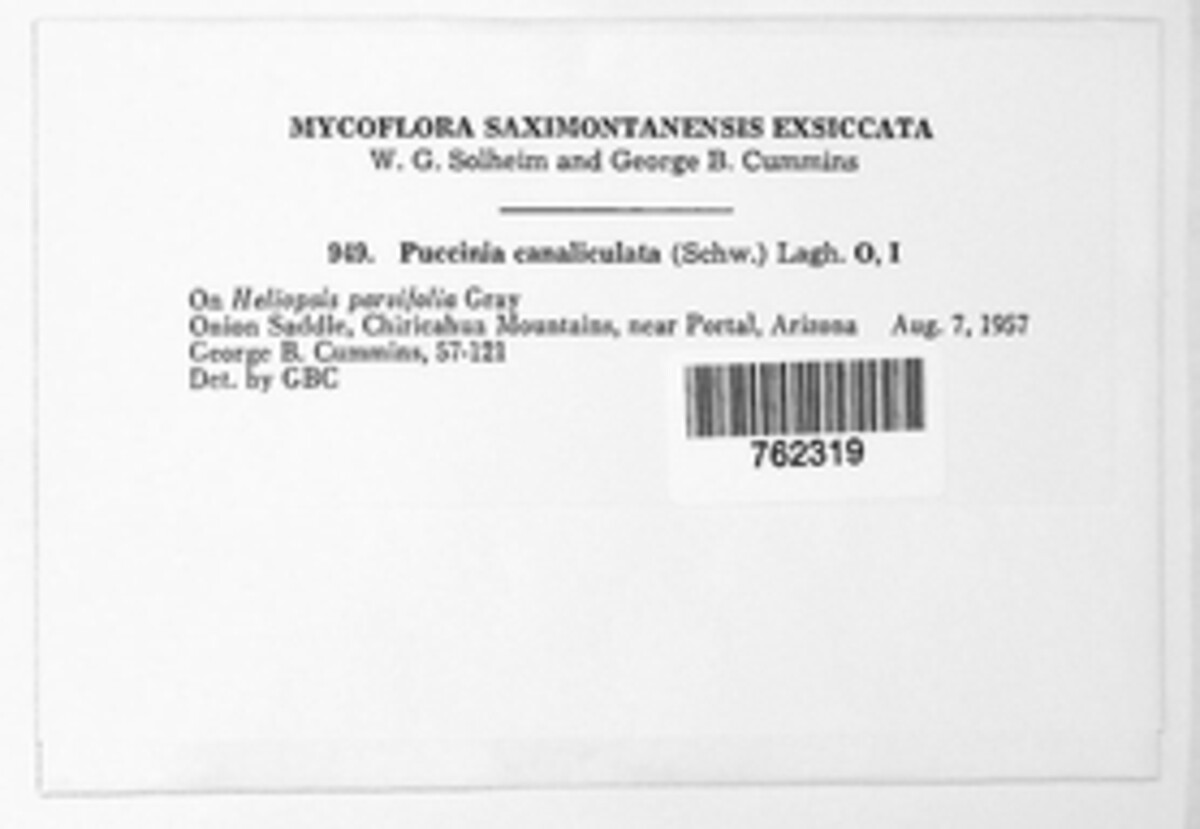 MYCOFLORA SAXIMONTANENSIS EXSICCATA
W. G. Solheim and George B. Cummins
949. Puccinia canaliculata (Schw.) Lagh. O, I
On Heliopsis parvifolia Gray
Onion Saddle, Chiricahua Mountains, near Portal, Arizona Aug. 7, 1957
George B. Cummins, 57-121
Det. by GBC
762319